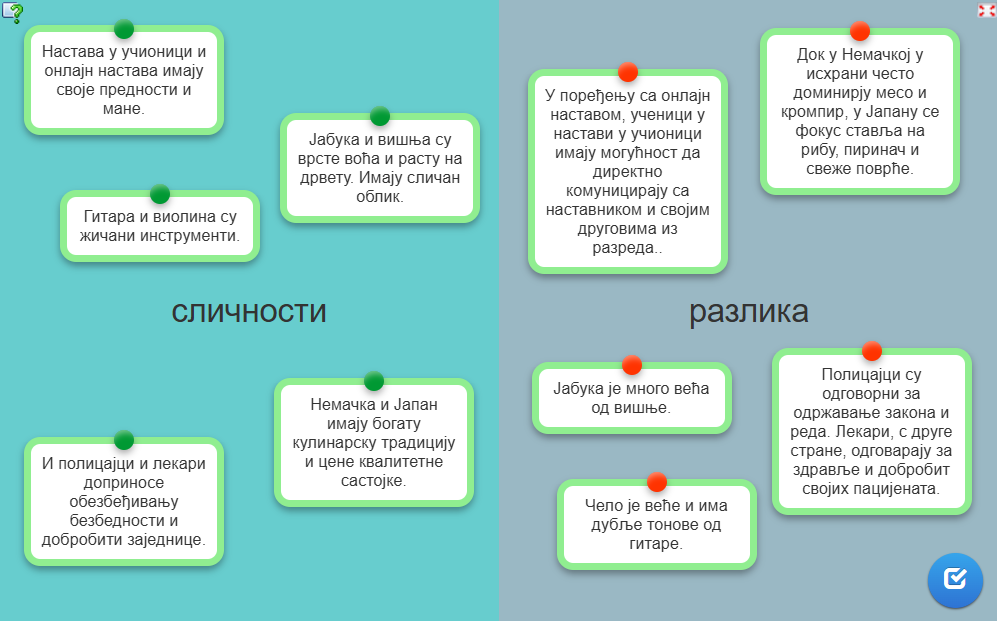 Настава у учионици и
онлајн настава имају
своје предности и
мане.
Јабука и вишња су
врсте воћа и расту на
дрвету. Имају сличан
облик.
Гитара и виолина су
жичани инструменти.
сличности
Немачка и Јапан
имају богату
кулинарску традицију
и цене квалитетне
састојке.
И полицајци и лекари
доприносе
обезбеђивању
безбедности и
добробити заједнице.
У поређењу са онлајн
наставом, ученици у
настави у учионици
имају могућност да
директно
комуницирају са
наставником и својим
друговима из
разреда..
Док у Немачкој у
исхрани често
доминирју месо и
кромпир, у Јапану се
фокус ставља на
рибу, пиринач и
свеже поврће.
разлика
Јабука је много већа
од вишње.
Полицајци су
одговорни за
одржавање закона и
реда. Лекари, с друге
стране, одговарају за
здравље и добробит
својих пацијената.
Чело је веће и има
дубље тонове од
гитаре.